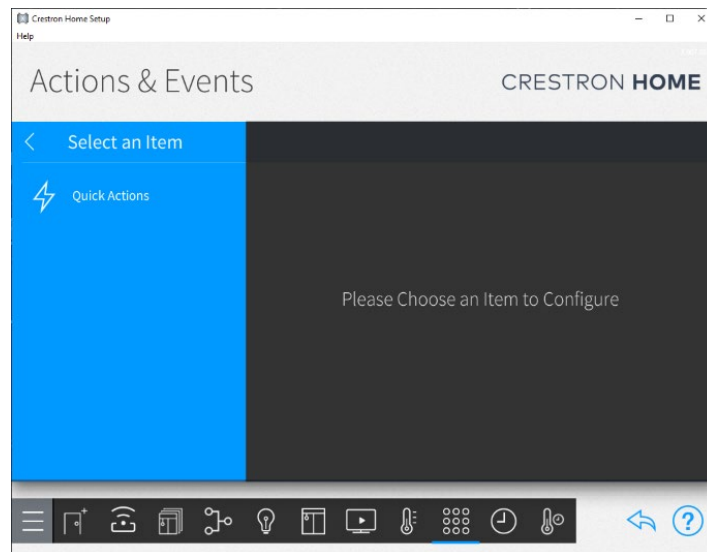 Crestron Home Setup
Help
Actions & Events
CRESTRON HOME
Select an Item
Quick Actions
Please Choose an Item to Configure
?